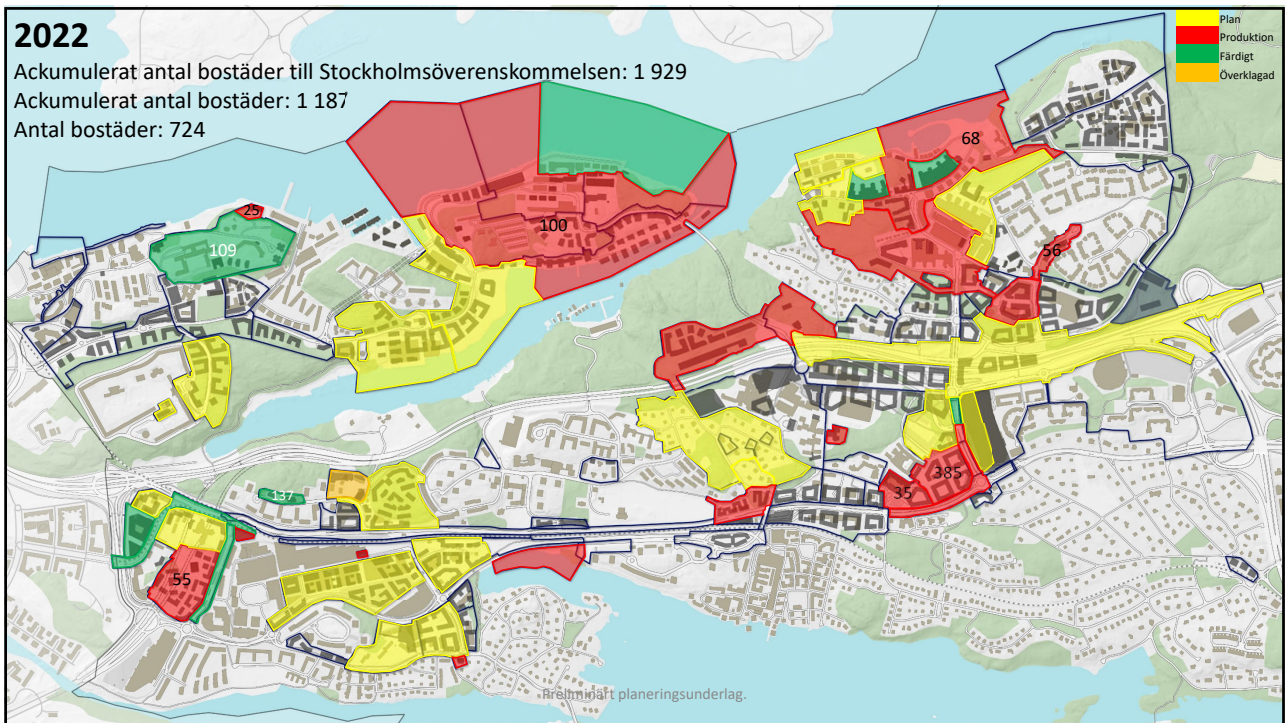 2022
Ackumulerat antal bostäder till Stockholmsöverenskommelsen: 1 929
Ackumulerat antal bostäder: 1 187
Antal bostäder: 724
Plan
Produktion
Färdigt
Överklagad
68
25
109
100
56
385
35
137
55
Preliminärt planeringsunderlag.